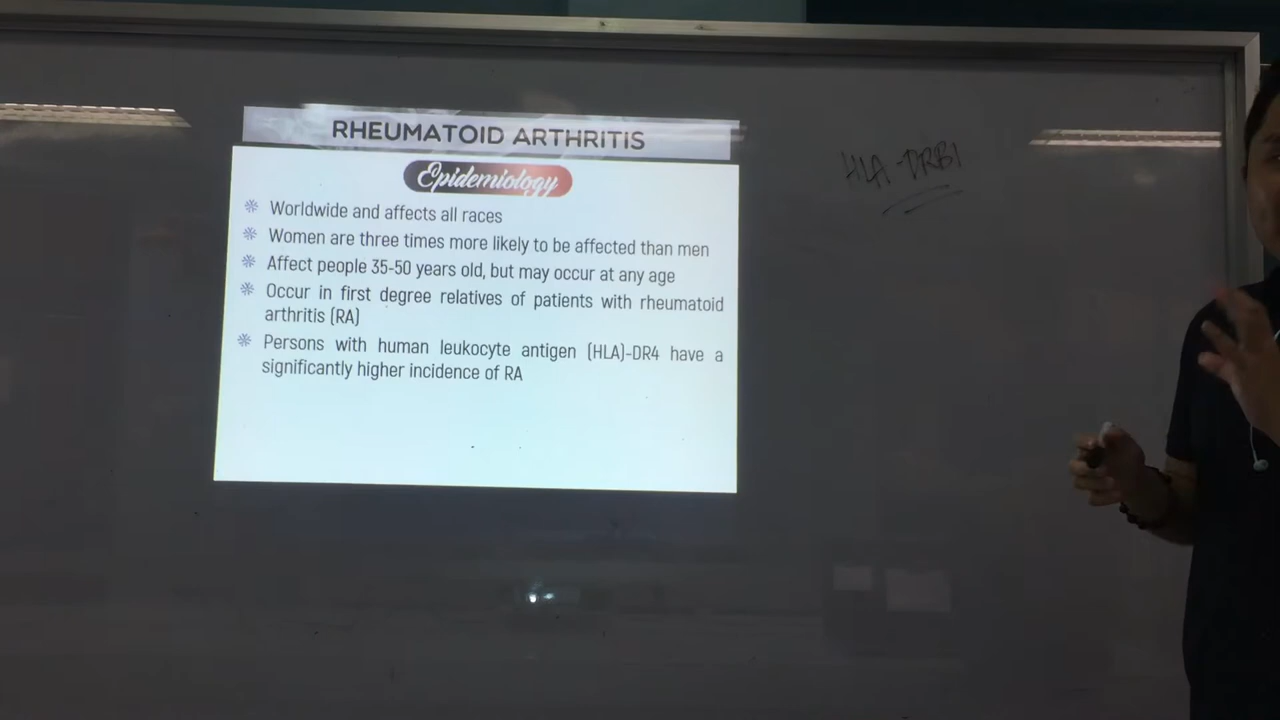 RHEUMATOID ARTHRITIS
Epidemiology
Worldwide and affects all races
Women are three times more likely to be affected than men
Affect people 35-50 years old, but may occur at any age
Occur in first degree relatives of patients with rheumatoid
arthritis (RA)
Persons with human leukocyte antigen (HLA)-DR4 have a
significantly higher incidence of RA
HLA-DRB1